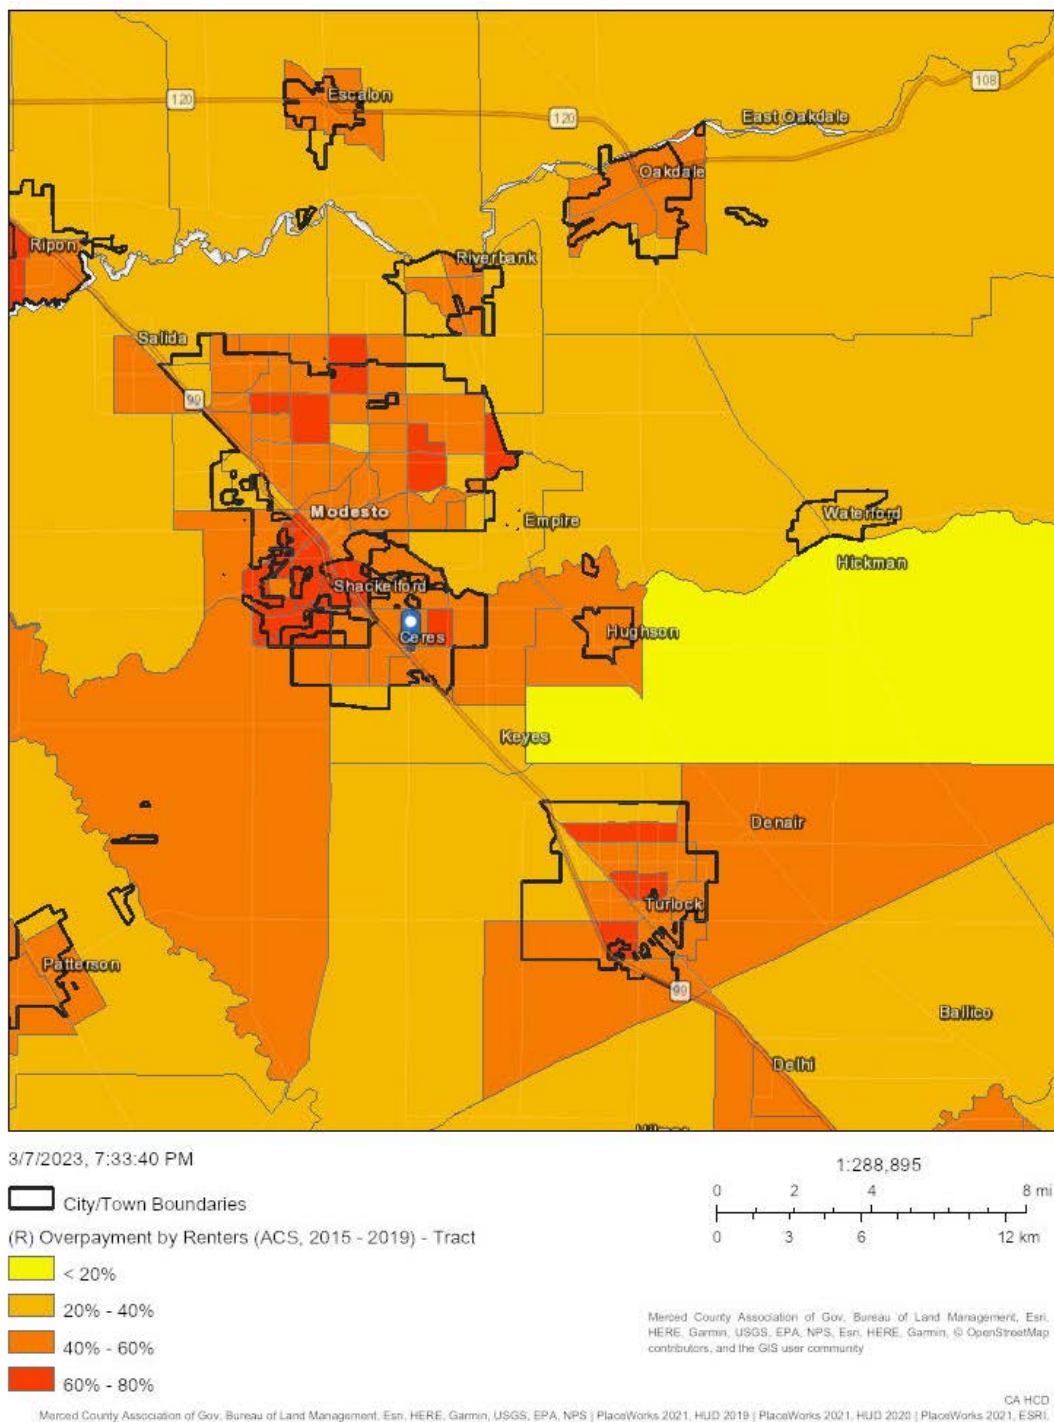 108
120
Escalon
120
East Oakdale
Oakdale
Ripon
Riverbank
Salida
99
Modesto
Empire
Waterford
Hickman
Shackelford
Ceres
Hughson
Keyes
Denair
Turlock
Patterson
99
Ballico
Delhi
3/7/2023, 7:33:40 PM
1:288,895
0 2 4 8 mi
0 3 6 12 km
City/Town Boundaries
(R) Overpayment by Renters (ACS, 2015 - 2019) - Tract
< 20%
20% - 40%
40% - 60%
60% - 80%
Merced County Association of Gov, Bureau of Land Management, Esri,
HERE, Garmin, USGS, EPA, NPS, Esri, HERE, Garmin, © OpenStreetMap
contributors, and the GIS user community
CA HCD
Merced County Association of Gov, Bureau of Land Management, Esri, HERE, Garmin, USGS, EPA, NPS | PlaceWorks 2021, HUD 2019 | PlaceWorks 2021, HUD 2020 | PlaceWorks 2021, ESRI,